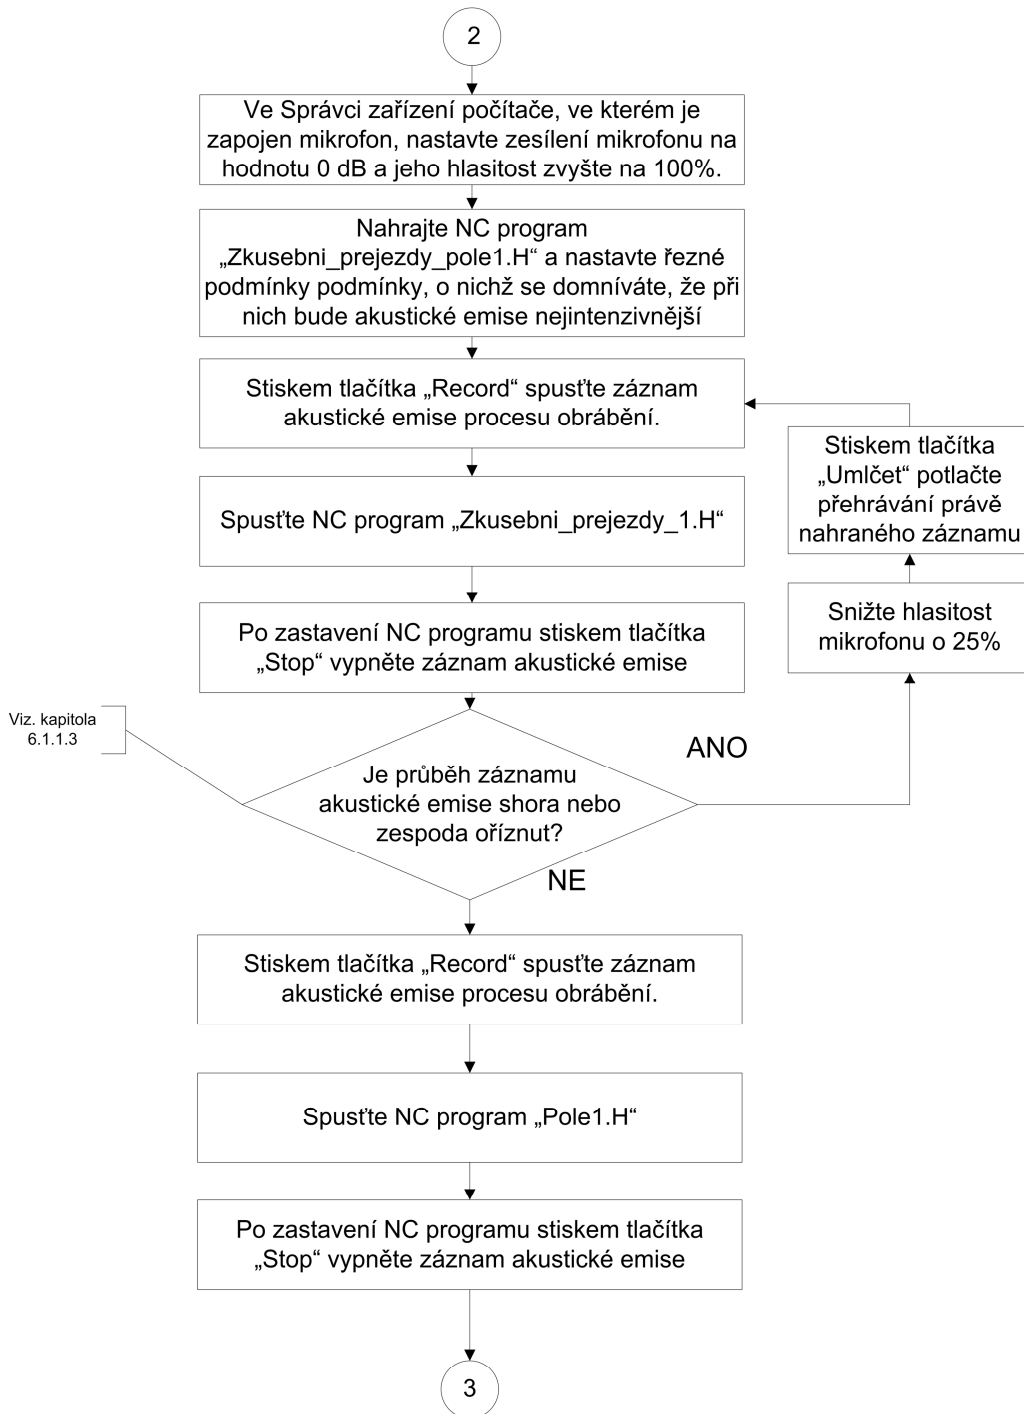 2
Ve Správci zařízení počítače, ve kterém je
zapojen mikrofon, nastavte zesílení mikrofonu na
hodnotu 0 dB a jeho hlasitost zvyšte na 100%.
Nahrajte NC program
„Zkusebni_prejezdy_pole1.H“ a nastavte řezné
podmínky podmínky, o nichž se domníváte, že při
nich bude akustické emise nejintenzivnější
Stiskem tlačítka „Record“ spusťte záznam
akustické emise procesu obrábění.
Spusťte NC program „Zkusebni_prejezdy_1.H“
Po zastavení NC programu stiskem tlačítka
„Stop“ vypněte záznam akustické emise
Stiskem tlačítka
„Umlčet“ potlačte
přehrávání právě
nahraného záznamu
Snižte hlasitost
mikrofonu o 25%
Viz. kapitola
6.1.1.3
Je průběh záznamu
akustické emise shora nebo
zespoda oříznut?
ANO
NE
Stiskem tlačítka „Record“ spusťte záznam
akustické emise procesu obrábění.
Spusťte NC program „Pole1.H“
Po zastavení NC programu stiskem tlačítka
„Stop“ vypněte záznam akustické emise
3